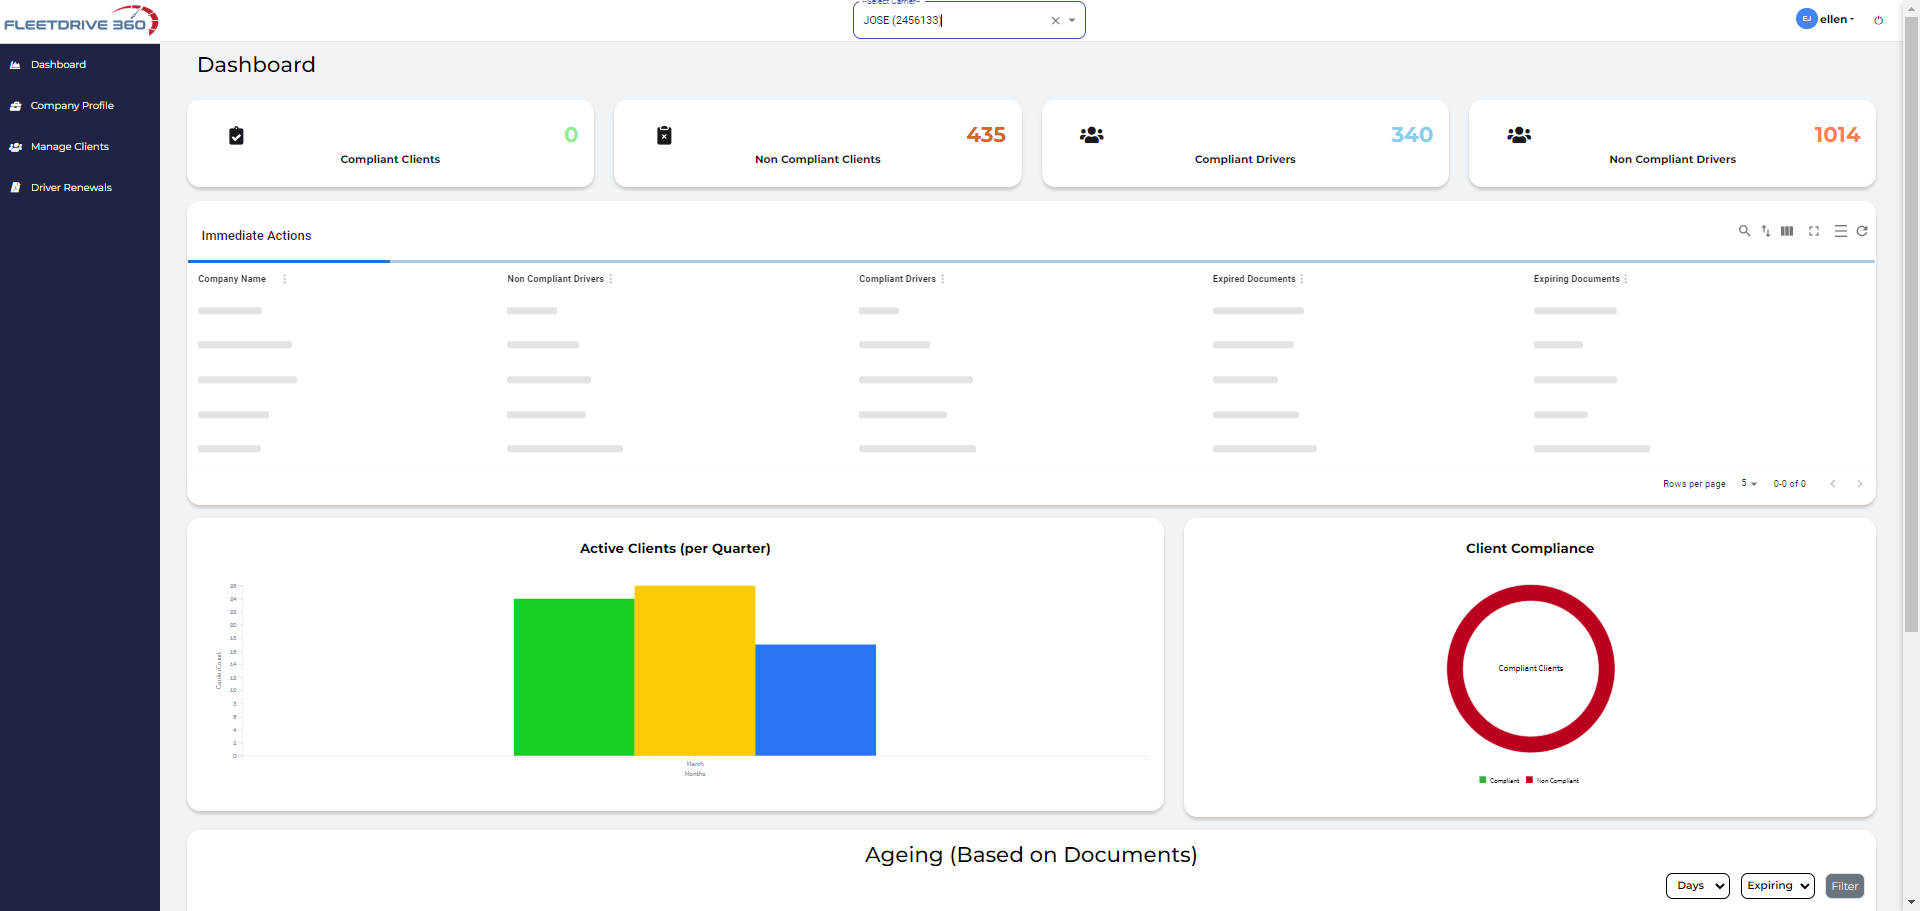 FLEETDRIVE 360
--Select Carrier--
JOSE (2456133)
EJ
ellen
Dashboard
Company Profile
Manage Clients
Driver Renewals
Dashboard
0
Compliant Clients
435
Non Compliant Clients
340
Compliant Drivers
1014
Non Compliant Drivers
Immediate Actions
Company Name
Non Compliant Drivers
Compliant Drivers
Expired Documents
Expiring Documents
Rows per page
5
0-0 of 0
Active Clients (per Quarter)
26
24
22
20
18
16
14
12
10
8
6
4
2
0
CarrierCount
March
Months
Client Compliance
Compliant Clients
Compliant
Non Compliant
Ageing (Based on Documents)
Days
Expiring
Filter